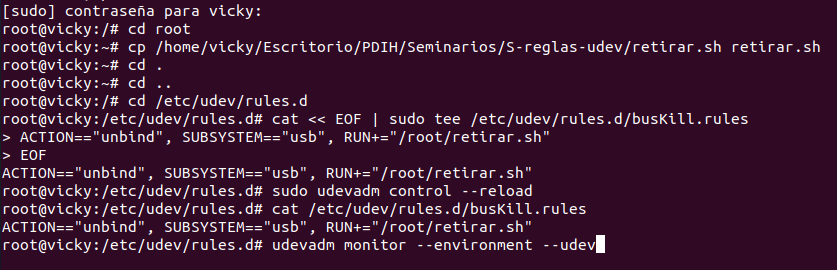 [sudo] contraseña para vicky:
root@vicky:/# cd root
root@vicky:~# cp /home/vicky/Escritorio/PDIH/Seminarios/S-reglas-udev/retirar.sh retirar.sh
root@vicky:~# cd .
root@vicky:~# cd ..
root@vicky:/# cd /etc/udev/rules.d
root@vicky:/etc/udev/rules.d# cat << EOF | sudo tee /etc/udev/rules.d/busKill.rules
> ACTION=="unbind", SUBSYSTEM=="usb", RUN+="/root/retirar.sh"
> EOF
ACTION=="unbind", SUBSYSTEM=="usb", RUN+="/root/retirar.sh"
root@vicky:/etc/udev/rules.d# sudo udevadm control --reload
root@vicky:/etc/udev/rules.d# cat /etc/udev/rules.d/busKill.rules
ACTION=="unbind", SUBSYSTEM=="usb", RUN+="/root/retirar.sh"
root@vicky:/etc/udev/rules.d# udevadm monitor --environment --udev